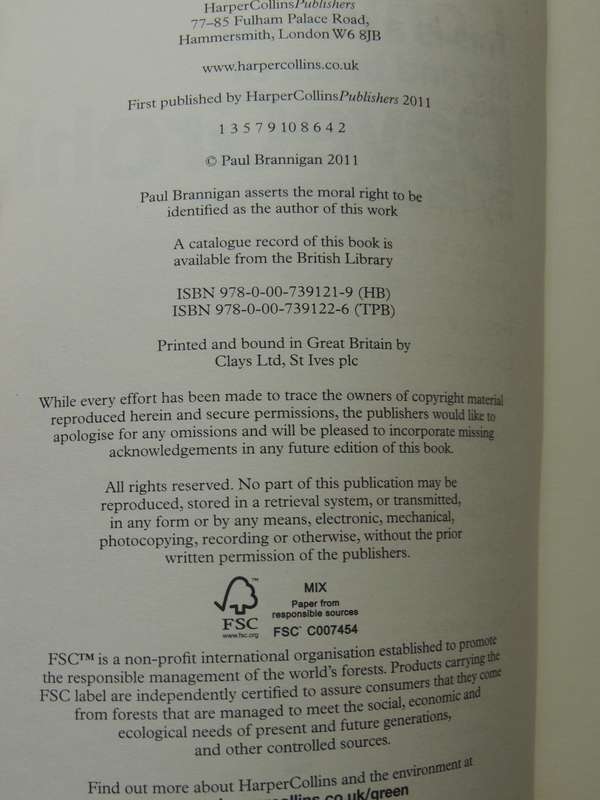 HarperCollinsPublishers
77–85 Fulham Palace Road,
Hammersmith, London W6 8JB
www.harpercollins.co.uk
First published by HarperCollinsPublishers 2011
1 3 5 7 9 10 8 6 4 2
© Paul Brannigan 2011
Paul Brannigan asserts the moral right to be
identified as the author of this work
A catalogue record of this book is
available from the British Library
ISBN 978-0-00-739121-9 (HB)
ISBN 978-0-00-739122-6 (TPB)
Printed and bound in Great Britain by
Clays Ltd, St Ives plc
While every effort has been made to trace the owners of copyright material
reproduced herein and secure permissions, the publishers would like to
apologise for any omissions and will be pleased to incorporate missing
acknowledgements in any future edition of this book.
All rights reserved. No part of this publication may be
reproduced, stored in a retrieval system, or transmitted,
in any form or by any means, electronic, mechanical,
photocopying, recording or otherwise, without the prior
written permission of the publishers.
FSC
www.fsc.org
MIX
Paper from
responsible sources
FSC® C007454
FSC™ is a non-profit international organisation established to promote
the responsible management of the world's forests. Products carrying the
FSC label are independently certified to assure consumers that they come
from forests that are managed to meet the social, economic and
ecological needs of present and future generations,
and other controlled sources.
Find out more about HarperCollins and the environment at